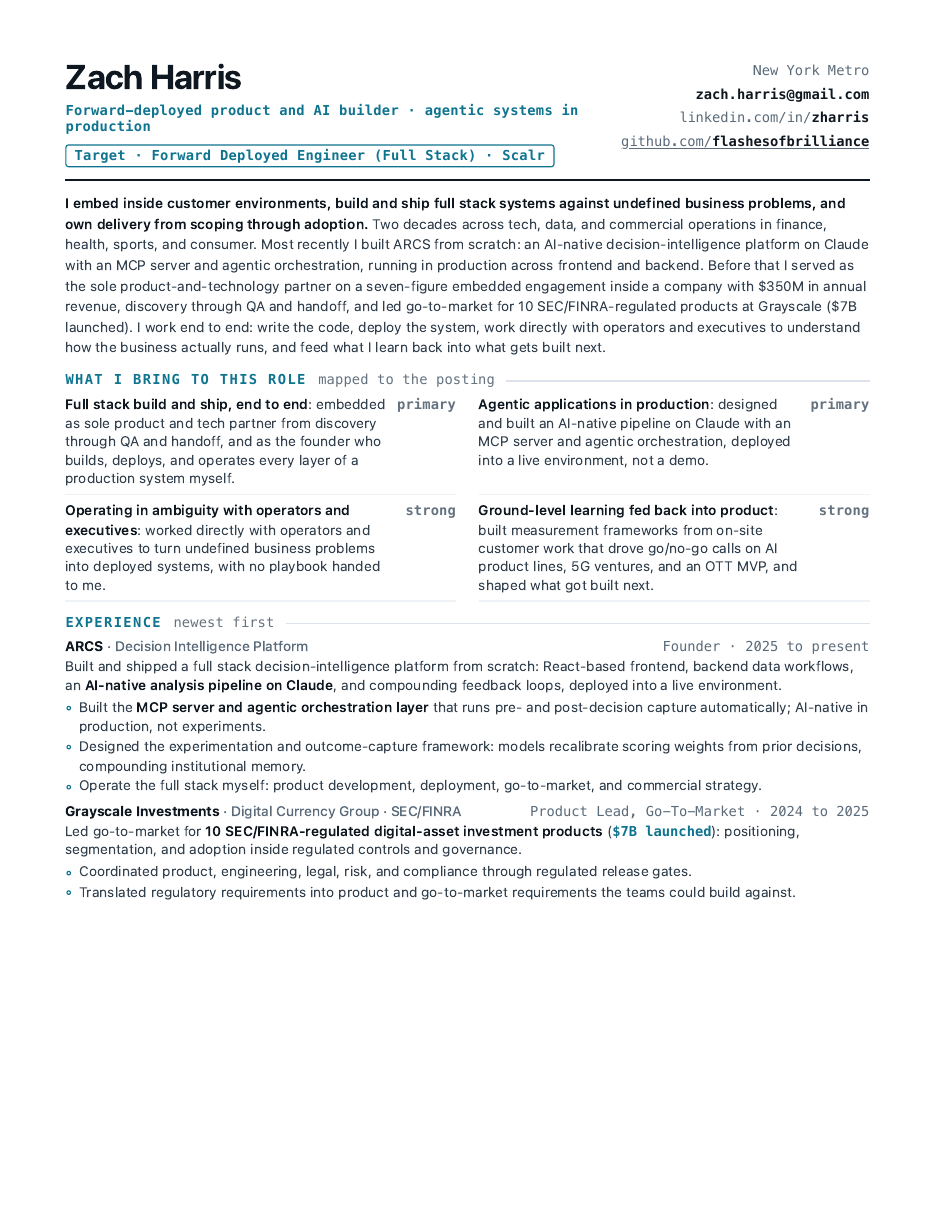 Zach Harris
New York Metro
Forward-deployed product and AI builder · agentic systems in
production
zach.harris@gmail.com
linkedin.com/in/zharris
github.com/flashesofbrilliance
Target · Forward Deployed Engineer (Full Stack) · Scalr
I embed inside customer environments, build and ship full stack systems against undefined business problems, and
own delivery from scoping through adoption. Two decades across tech, data, and commercial operations in finance,
health, sports, and consumer. Most recently I built ARCS from scratch: an AI-native decision-intelligence platform on Claude
with an MCP server and agentic orchestration, running in production across frontend and backend. Before that I served as
the sole product-and-technology partner on a seven-figure embedded engagement inside a company with $350M in annual
revenue, discovery through QA and handoff, and led go-to-market for 10 SEC/FINRA-regulated products at Grayscale ($7B
launched). I work end to end: write the code, deploy the system, work directly with operators and executives to understand
how the business actually runs, and feed what I learn back into what gets built next.
WHAT I BRING TO THIS ROLE mapped to the posting
Full stack build and ship, end to end: embedded primary
as sole product and tech partner from discovery
through QA and handoff, and as the founder who
builds, deploys, and operates every layer of a
production system myself.
Agentic applications in production: designed primary
and built an AI-native pipeline on Claude with an
MCP server and agentic orchestration, deployed
into a live environment, not a demo.
Operating in ambiguity with operators and strong
executives: worked directly with operators and
executives to turn undefined business problems
into deployed systems, with no playbook handed
to me.
Ground-level learning fed back into product: strong
built measurement frameworks from on-site
customer work that drove go/no-go calls on AI
product lines, 5G ventures, and an OTT MVP, and
shaped what got built next.
EXPERIENCE newest first
ARCS · Decision Intelligence Platform Founder · 2025 to present
Built and shipped a full stack decision-intelligence platform from scratch: React-based frontend, backend data workflows,
an AI-native analysis pipeline on Claude, and compounding feedback loops, deployed into a live environment.
Built the MCP server and agentic orchestration layer that runs pre- and post-decision capture automatically; AI-native in
production, not experiments.
Designed the experimentation and outcome-capture framework: models recalibrate scoring weights from prior decisions,
compounding institutional memory.
Operate the full stack myself: product development, deployment, go-to-market, and commercial strategy.
Grayscale Investments · Digital Currency Group · SEC/FINRA Product Lead, Go-To-Market · 2024 to 2025
Led go-to-market for 10 SEC/FINRA-regulated digital-asset investment products ($7B launched): positioning,
segmentation, and adoption inside regulated controls and governance.
Coordinated product, engineering, legal, risk, and compliance through regulated release gates.
Translated regulatory requirements into product and go-to-market requirements the teams could build against.